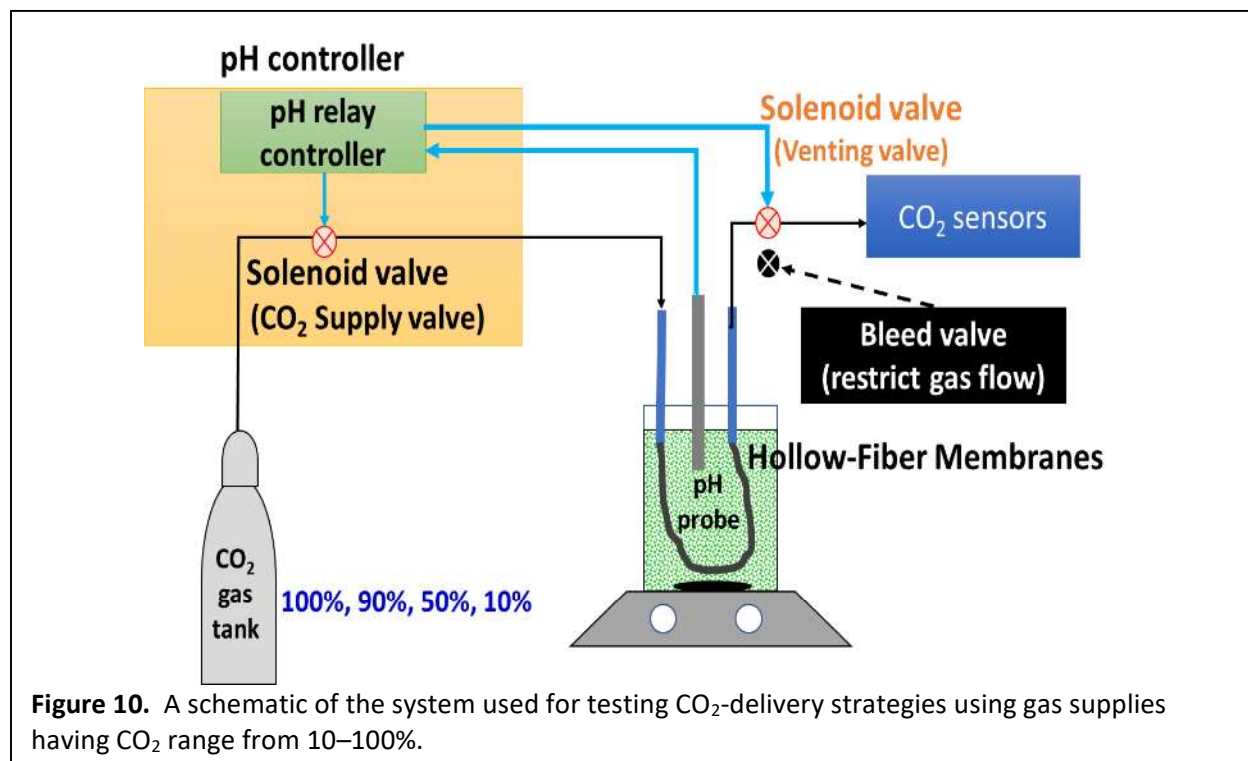 pH controller
pH relay
controller
Solenoid valve
(Venting valve)
CO₂ sensors
Solenoid valve
(CO₂ Supply valve)
Bleed valve
(restrict gas flow)
Hollow-Fiber Membranes
pH
probe
CO₂
gas
tank
100%, 90%, 50%, 10%
Figure 10. A schematic of the system used for testing CO₂-delivery strategies using gas supplies
having CO₂ range from 10–100%.